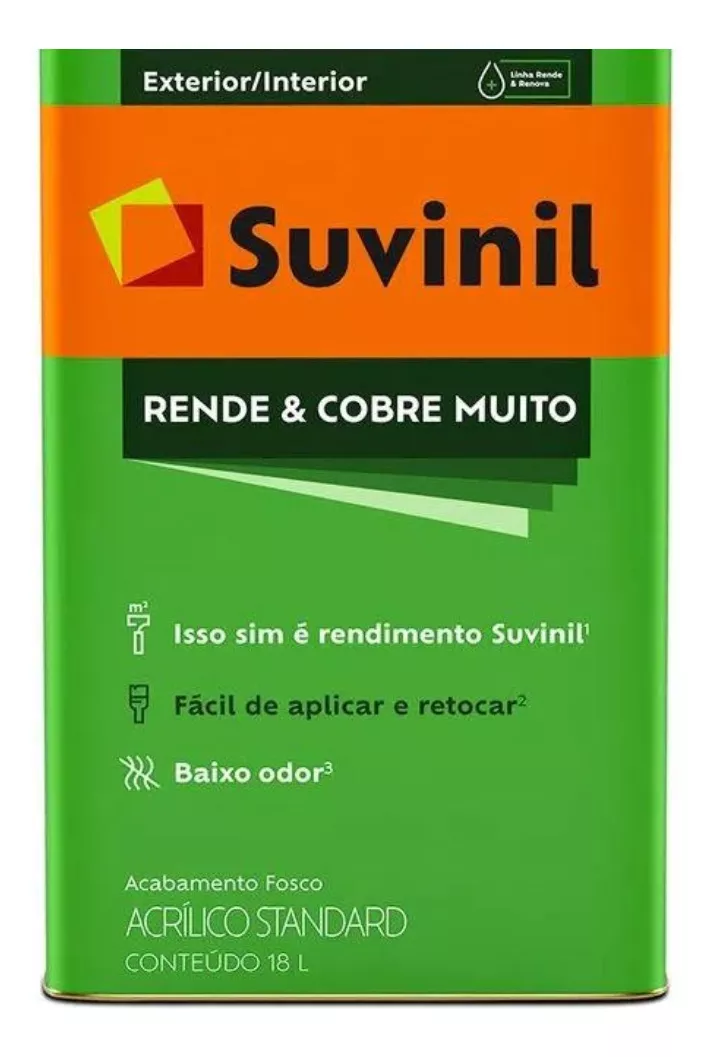 Exterior/Interior
Linha Rende
& Renova
Suvinil
RENDE & COBRE MUITO
m²
Isso sim é rendimento Suvinil¹
Fácil de aplicar e retocar²
Baixo odor³
Acabamento Fosco
ACRÍLICO STANDARD
CONTEÚDO 18 L